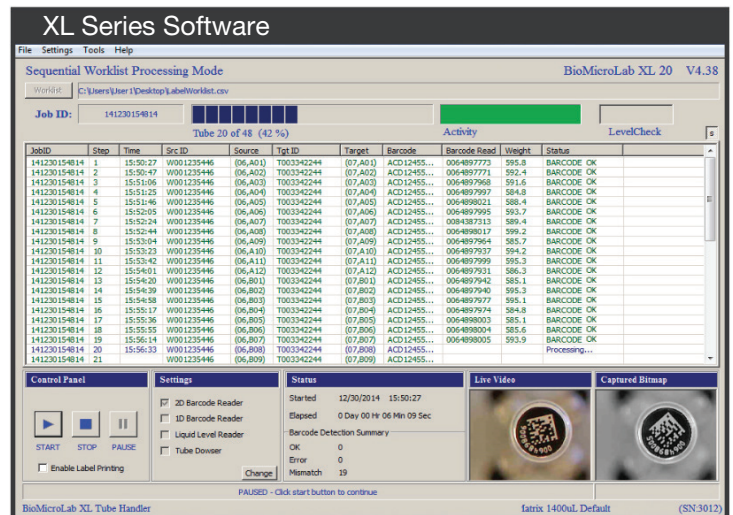 XL Series Software
File Settings Tools Help
Sequential Worklist Processing Mode BioMicroLab XL 20 V4.38
Worklist C:\Users\User1\Desktop\LabelWorklist.csv
Job ID: 141230154814
Tube 20 of 48 (42 %) Activity LevelCheck s
JobID Step Time Src ID Source Tgt ID Target Barcode Barcode Read Weight Status
141230154814 1 15:50:27 W001235446 (06,A01) T003342244 (07,A01) ACD12455... 0064897773 595.8 BARCODE OK
141230154814 2 15:50:47 W001235446 (06,A02) T003342244 (07,A02) ACD12455... 0064897771 592.4 BARCODE OK
141230154814 3 15:51:06 W001235446 (06,A03) T003342244 (07,A03) ACD12455... 0064897968 591.6 BARCODE OK
141230154814 4 15:51:25 W001235446 (06,A04) T003342244 (07,A04) ACD12455... 0064897997 584.8 BARCODE OK
141230154814 5 15:51:46 W001235446 (06,A05) T003342244 (07,A05) ACD12455... 0064898021 588.4 BARCODE OK
141230154814 6 15:52:05 W001235446 (06,A06) T003342244 (07,A06) ACD12455... 0064897995 593.7 BARCODE OK
141230154814 7 15:52:24 W001235446 (06,A07) T003342244 (07,A07) ACD12455... 0084387313 589.4 BARCODE OK
141230154814 8 15:52:44 W001235446 (06,A08) T003342244 (07,A08) ACD12455... 0064898017 599.2 BARCODE OK
141230154814 9 15:53:04 W001235446 (06,A09) T003342244 (07,A09) ACD12455... 0064897964 585.7 BARCODE OK
141230154814 10 15:53:23 W001235446 (06,A10) T003342244 (07,A10) ACD12455... 0064897937 594.2 BARCODE OK
141230154814 11 15:53:42 W001235446 (06,A11) T003342244 (07,A11) ACD12455... 0064897999 595.3 BARCODE OK
141230154814 12 15:54:01 W001235446 (06,A12) T003342244 (07,A12) ACD12455... 0064897931 586.3 BARCODE OK
141230154814 13 15:54:20 W001235446 (06,B01) T003342244 (07,B01) ACD12455... 0064897942 585.1 BARCODE OK
141230154814 14 15:54:39 W001235446 (06,B02) T003342244 (07,B02) ACD12455... 0064897940 595.3 BARCODE OK
141230154814 15 15:54:58 W001235446 (06,B03) T003342244 (07,B03) ACD12455... 0064897977 595.1 BARCODE OK
141230154814 16 15:55:17 W001235446 (06,B04) T003342244 (07,B04) ACD12455... 0064897974 584.8 BARCODE OK
141230154814 17 15:55:36 W001235446 (06,B05) T003342244 (07,B05) ACD12455... 0064898003 585.1 BARCODE OK
141230154814 18 15:55:55 W001235446 (06,B06) T003342244 (07,B06) ACD12455... 0064898004 585.6 BARCODE OK
141230154814 19 15:56:14 W001235446 (06,B07) T003342244 (07,B07) ACD12455... 0064898005 593.9 BARCODE OK
141230154814 20 15:56:33 W001235446 (06,B08) T003342244 (07,B08) ACD12455... Processing...
141230154814 21 W001235446 (06,B09) T003342244 (07,B09) ACD12455...
Control Panel Settings Status Live Video Captured Bitmap
Started 12/30/2014 15:50:27
2D Barcode Reader
1D Barcode Reader
Elapsed 0 Day 00 Hr 06 Min 09 Sec
Liquid Level Reader
Barcode Detection Summary
START STOP PAUSE
Tube Dowser
OK 0
Error 0
Enable Label Printing Change
Mismatch 19
PAUSED - Click start button to continue
BioMicroLab XL Tube Handler fatrix 1400uL Default (SN:3012)